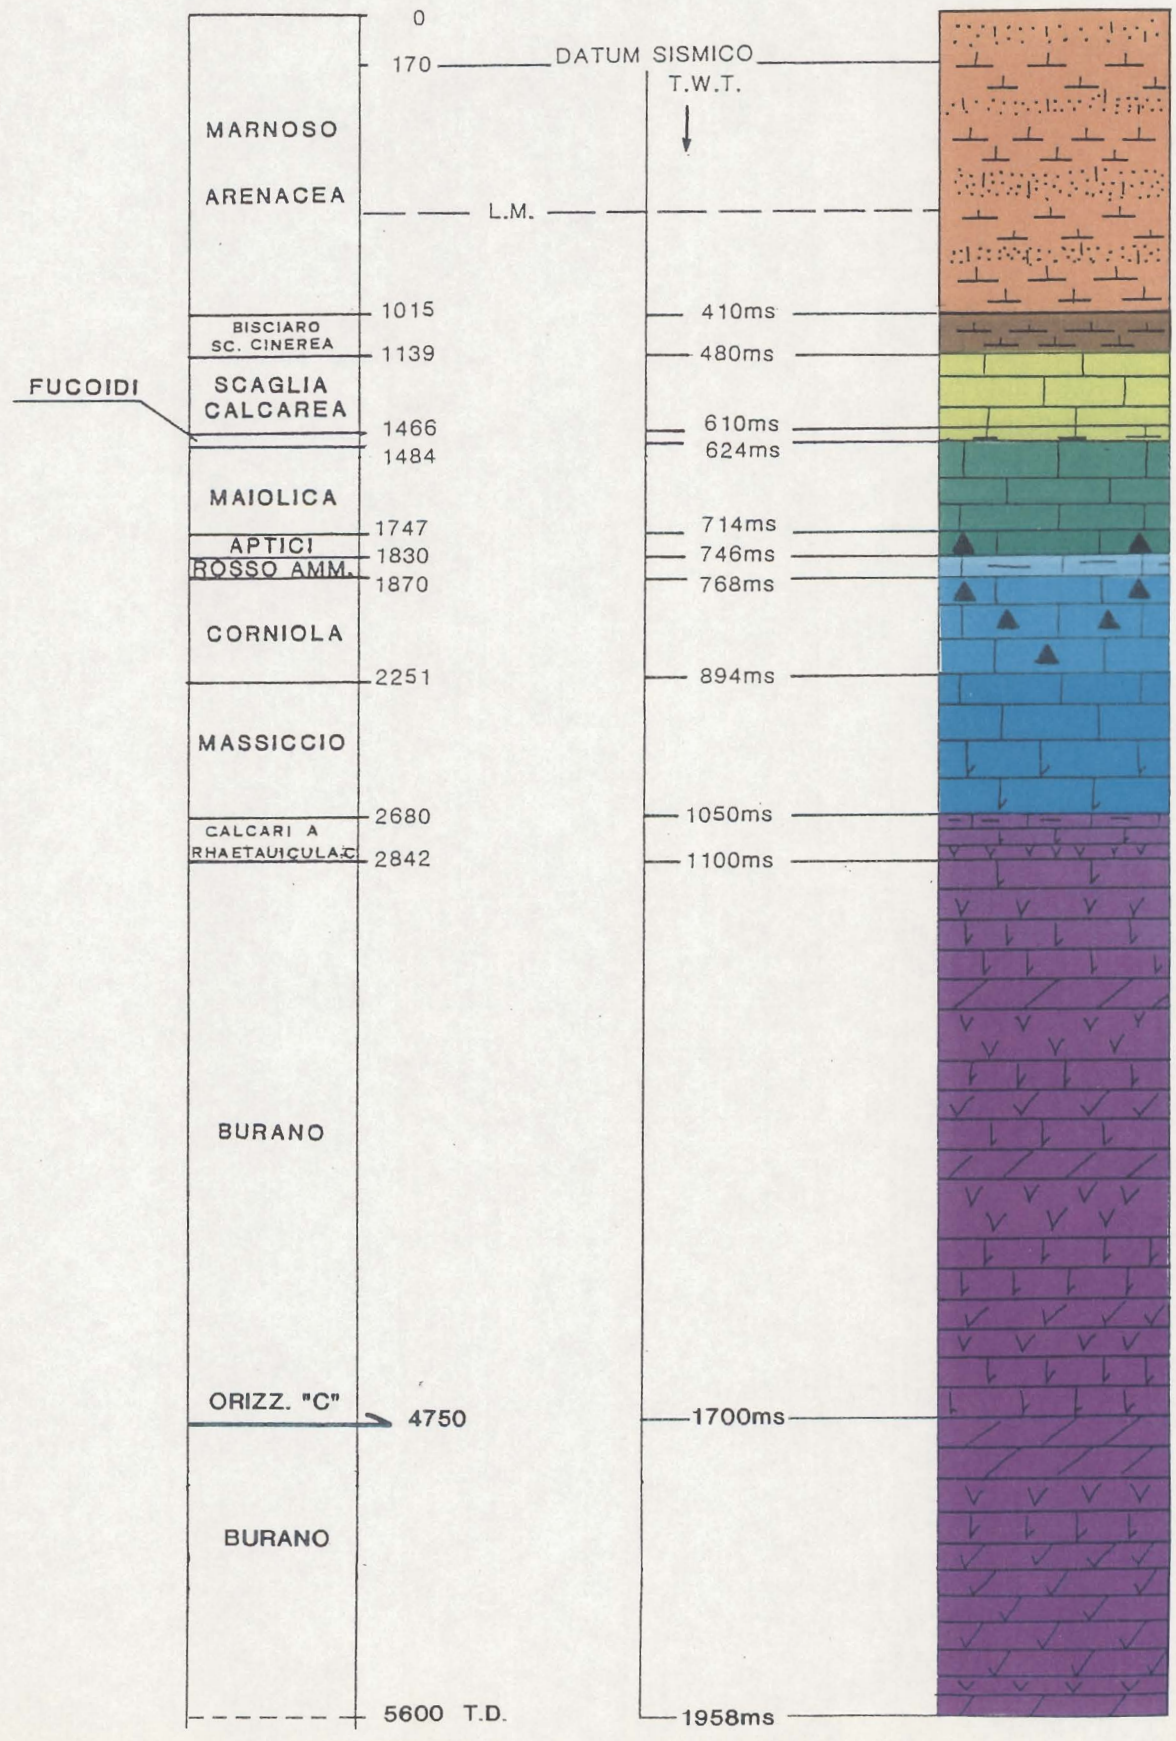 0
170
DATUM SISMICO
T.W.T.
MARNOSO
ARENACEA
L.M.
1015
410ms
BISCIARO
SC. CINEREA
1139
480ms
FUCOIDI
SCAGLIA
CALCAREA
1466
610ms
1484
624ms
MAIOLICA
1747
714ms
APTICI
1830
746ms
ROSSO AMM.
1870
768ms
CORNIOLA
2251
894ms
MASSICCIO
2680
1050ms
CALCARI A
RHAETAUICULA:C
2842
1100ms
BURANO
ORIZZ. "C"
4750
1700ms
BURANO
5600 T.D.
1958ms